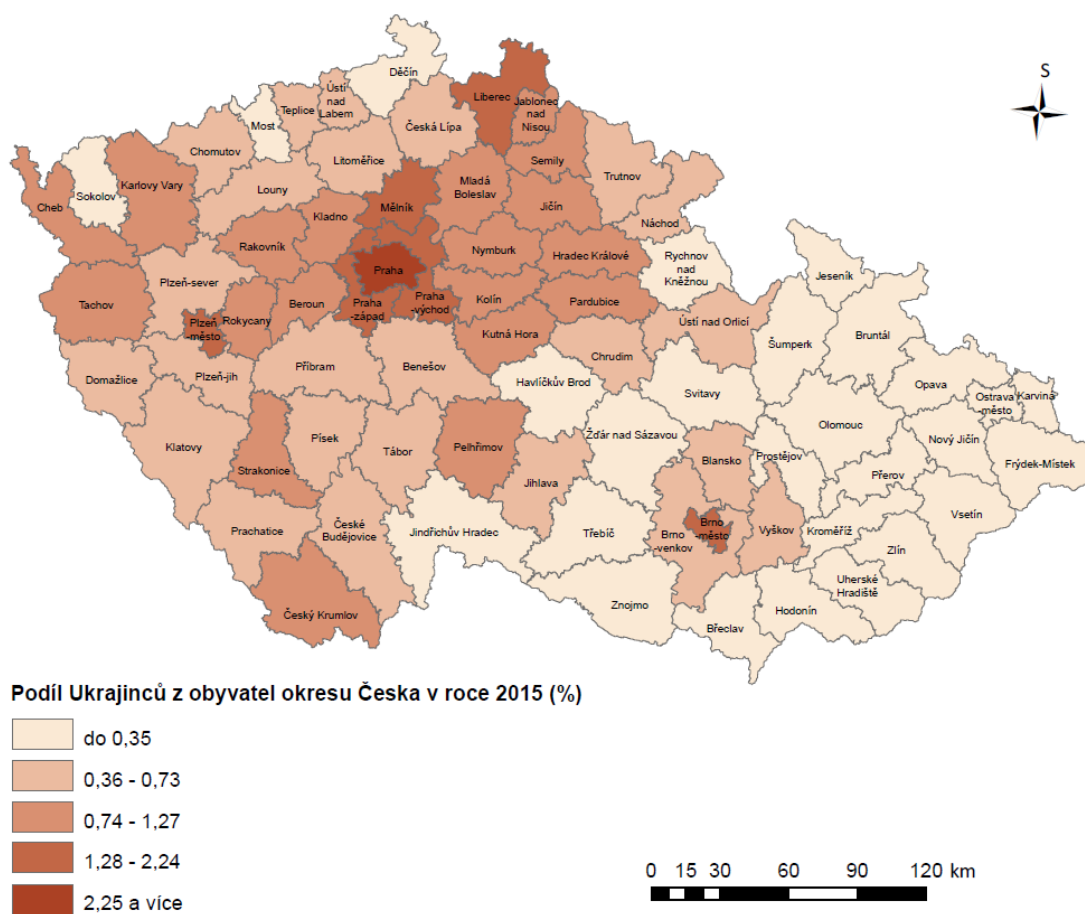 Děčín
S
Liberec
Jablonec
nad
Nisou
Ústí
nad
Labem
Teplice
Most
Česká Lípa
Chomutov
Litoměřice
Semily
Trutnov
Sokolov
Karlovy Vary
Louny
Mělník
Mladá
Boleslav
Jičín
Cheb
Kladno
Náchod
Rakovník
Nymburk
Hradec Králové
Rychnov
nad
Kněžnou
Jeseník
Praha
Plzeň-sever
Tachov
Beroun
Praha
-západ
Praha
-východ
Kolín
Pardubice
Plzeň
-město
Rokycany
Kutná Hora
Ústí nad Orlicí
Šumperk
Bruntál
Domažlice
Plzeň-jih
Příbram
Benešov
Chrudim
Havlíčkův Brod
Svitavy
Opava
Ostrava
-město
Karviná
Klatovy
Písek
Tábor
Pelhřimov
Žďár nad Sázavou
Olomouc
Nový Jičín
Strakonice
Blansko
Prostějov
Přerov
Frýdek-Místek
Jihlava
Prachatice
České
Budějovice
Jindřichův Hradec
Třebíč
Brno
-venkov
Brno
-město
Vyškov
Kroměříž
Vsetín
Zlín
Český Krumlov
Znojmo
Břeclav
Hodonín
Uherské
Hradiště
Podíl Ukrajinců z obyvatel okresu Česka v roce 2015 (%)
do 0,35
0,36 - 0,73
0,74 - 1,27
1,28 - 2,24
2,25 a více
0 15 30 60 90 120 km